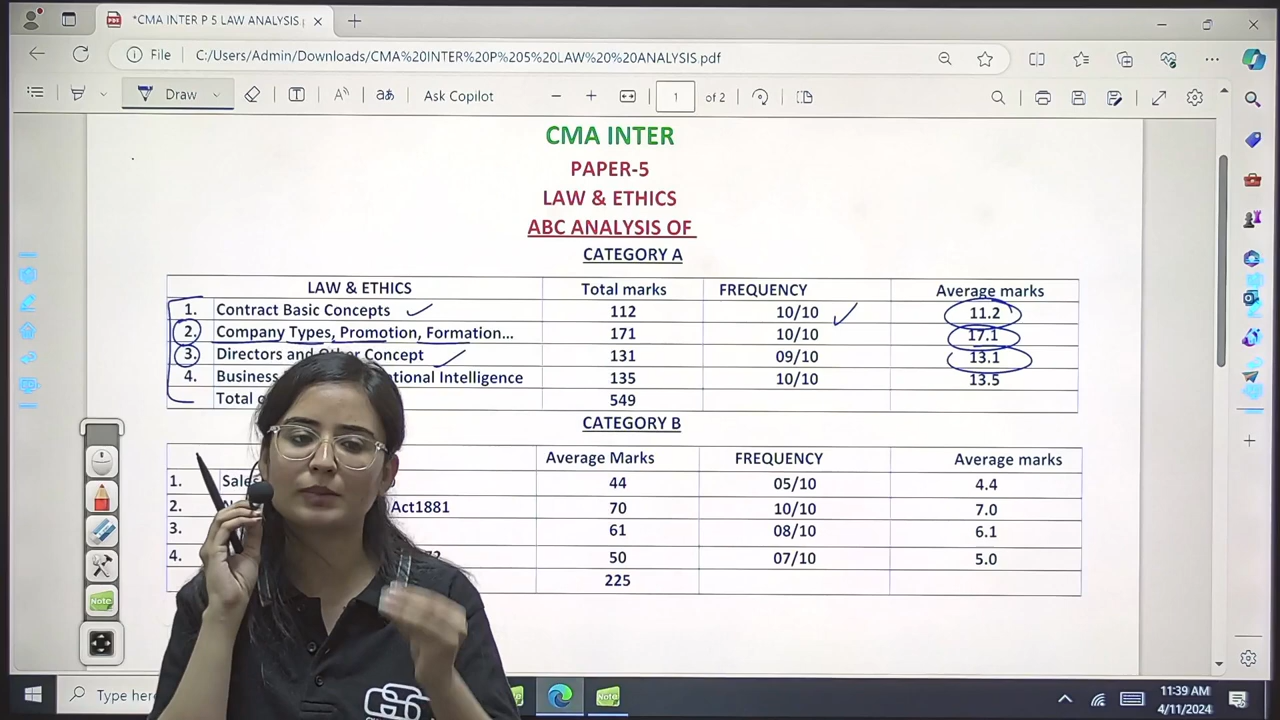 *CMA INTER P 5 LAW ANALYSIS
File C:/Users/Admin/Downloads/CMA%20INTER%20P%205%20LAW%20%20ANALYSIS.pdf
Draw Ask Copilot 1 of 2
CMA INTER
PAPER-5
LAW & ETHICS
ABC ANALYSIS OF
CATEGORY A
LAW & ETHICS Total marks FREQUENCY Average marks
1. Contract Basic Concepts 112 10/10 11.2
2. Company Types, Promotion, Formation... 171 10/10 17.1
3. Directors and Other Concept 131 09/10 13.1
4. Business Intelligence 135 10/10 13.5
Total 549
CATEGORY B
Average Marks FREQUENCY Average marks
1. Sales 44 05/10 4.4
2. Act1881 70 10/10 7.0
3. 61 08/10 6.1
4. 50 07/10 5.0
225
Note
Type here
Note
11:39 AM
4/11/2024